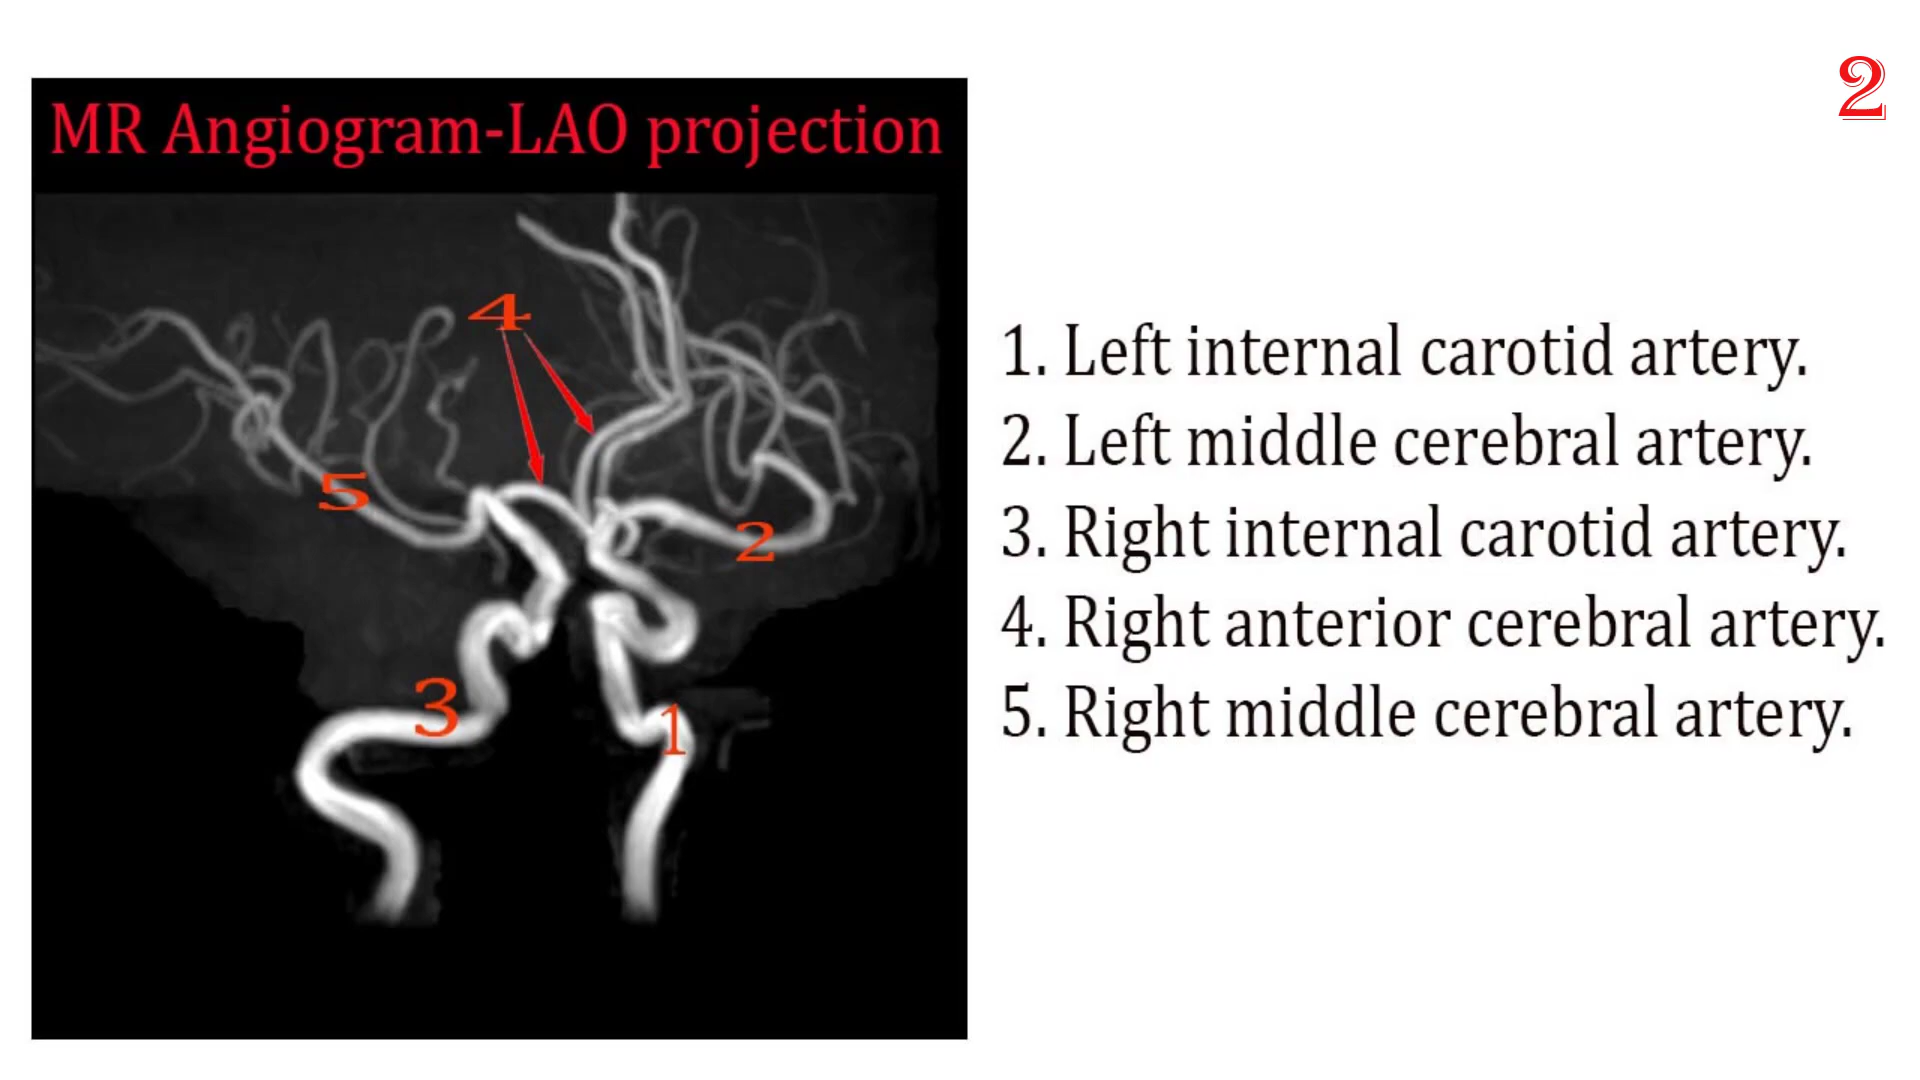 2
MR Angiogram-LAO projection
4
5
2
3
1
1. Left internal carotid artery.
2. Left middle cerebral artery.
3. Right internal carotid artery.
4. Right anterior cerebral artery.
5. Right middle cerebral artery.